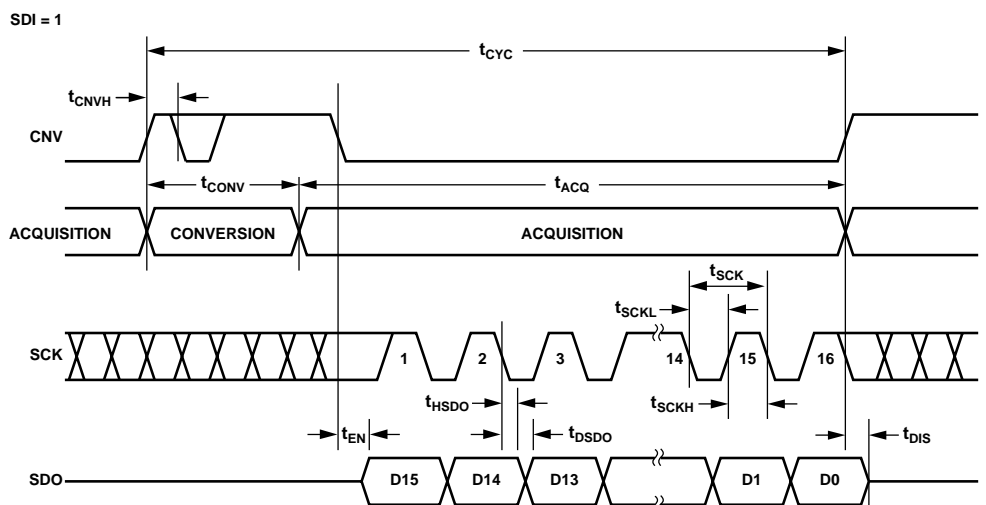 SDI = 1
tCYC
tCNVH
CNV
tCONV tACQ
ACQUISITION CONVERSION ACQUISITION
tSCK
tSCKL
SCK 1 2 3 14 15 16
tHSDO tSCKH
tEN tDSDO tDIS
SDO D15 D14 D13 D1 D0